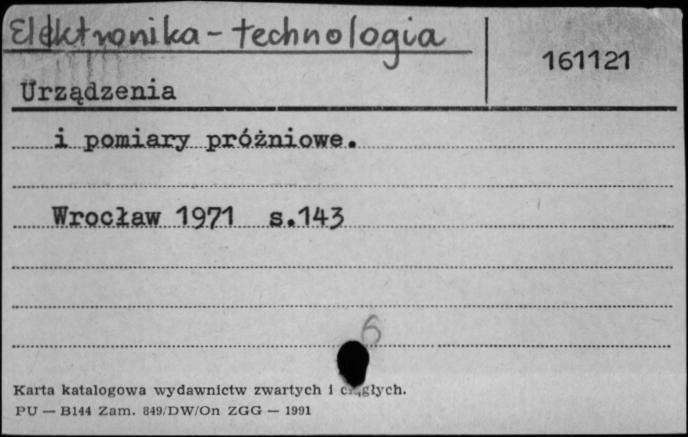 Elektronika - technologia
161121
Urządzenia
i pomiary próżniowe.
Wrocław 1971 s.143
6
Karta katalogowa wydawnictw zwartych i ciągłych.
PU — B144 Zam. 849/DW/On ZGG — 1991